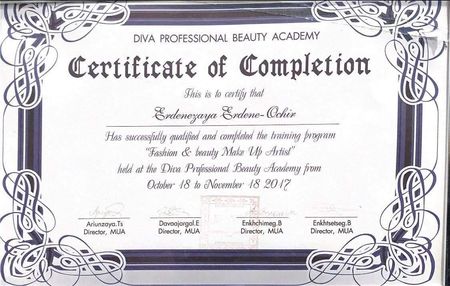 DIVA PROFESSIONAL BEAUTY ACADEMY
Certificate of Completion
This is to certify that
Erdenezaya Erdene-Ochir
Has successfully qualified and completed the training program
"Fashion & beauty Make Up Artist"
held at the Diva Professional Beauty Academy from
October 18 to November 18 2017
Ariunzaya.Ts Davaajargal.E Enkhchimeg.B Enkhtsetseg.B
Director, MUA Director, MUA Director, MUA Director, MUA